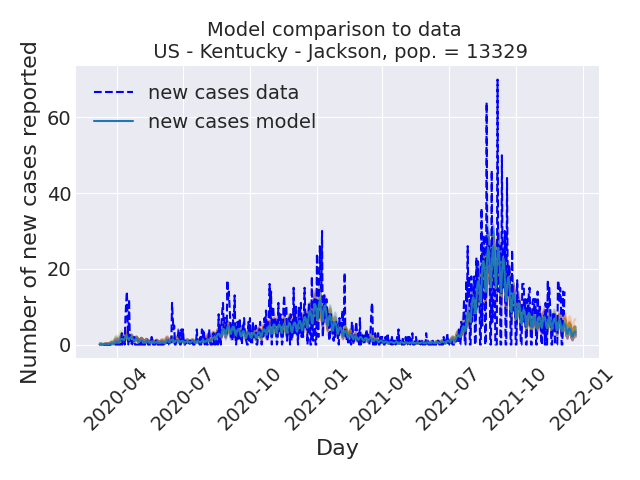 Model comparison to data
US - Kentucky - Jackson, pop. = 13329
new cases data
new cases model
Number of new cases reported
60
40
20
0
2020-04
2020-07
2020-10
2021-01
2021-04
2021-07
2021-10
2022-01
Day